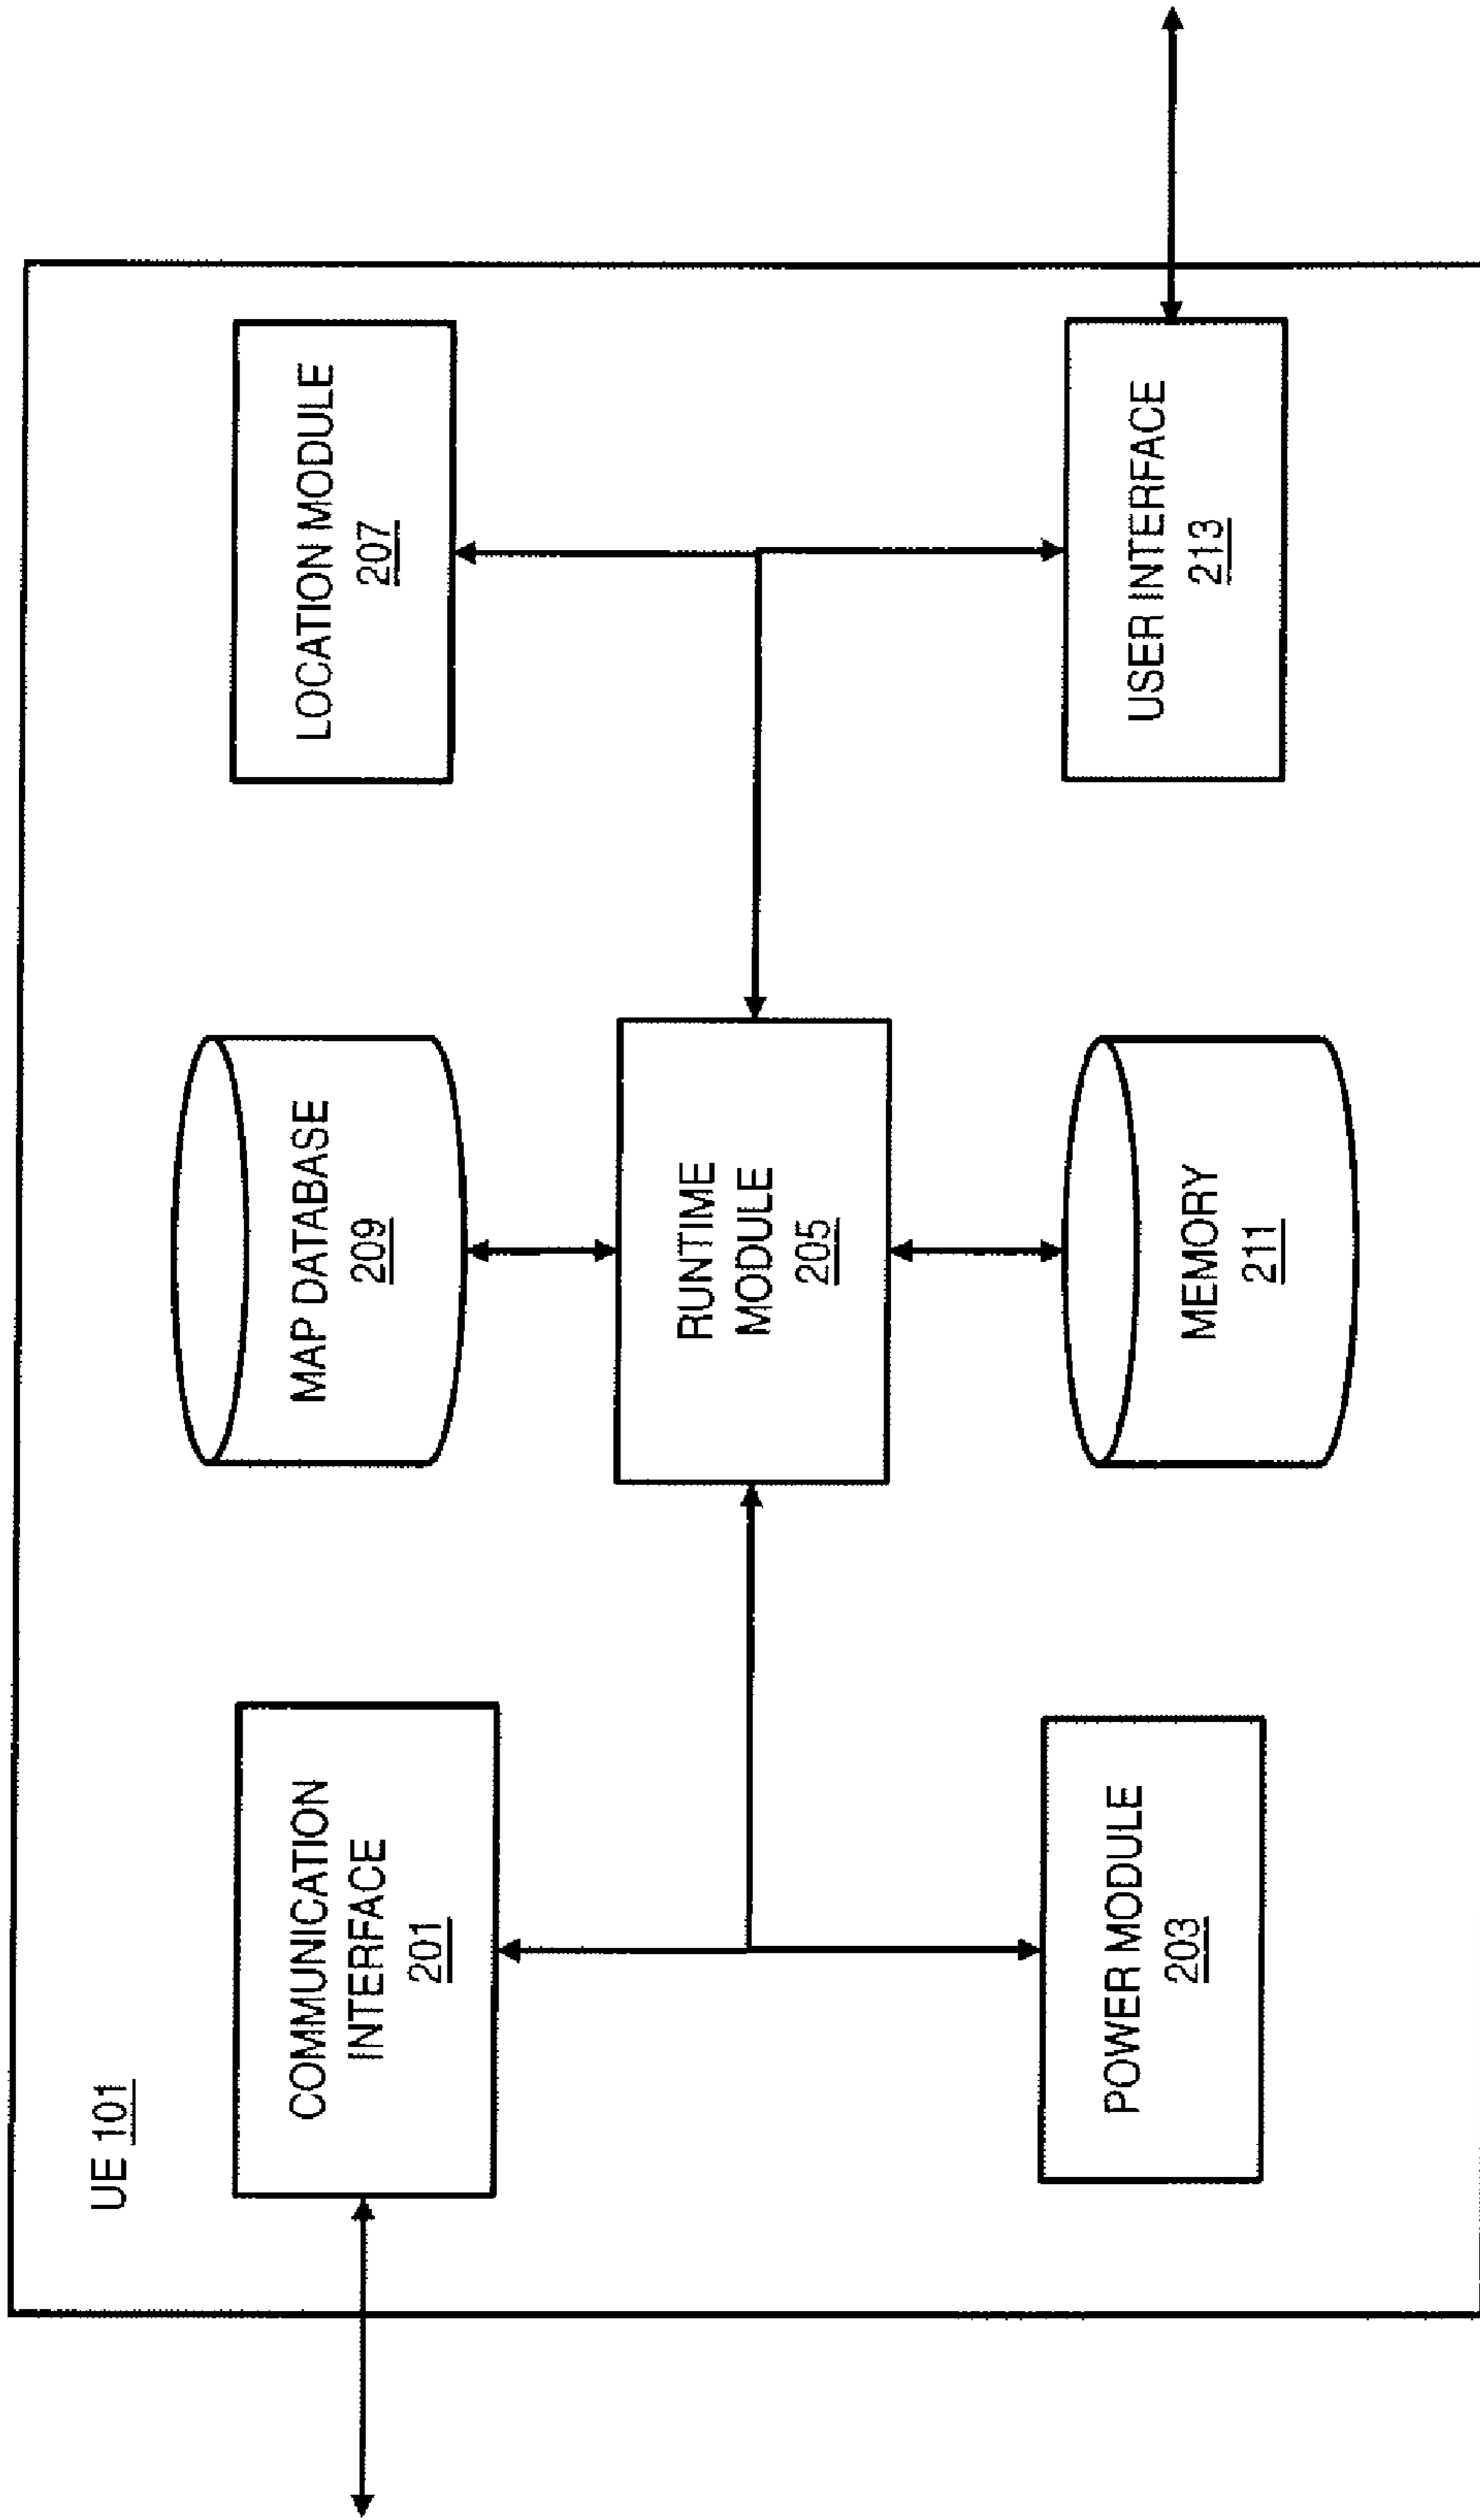 UE 101
COMMUNICATION
INTERFACE
201
MAP DATABASE
209
LOCATION MODULE
207
RUNTIME
MODULE
205
POWER MODULE
203
MEMORY
211
USER INTERFACE
213